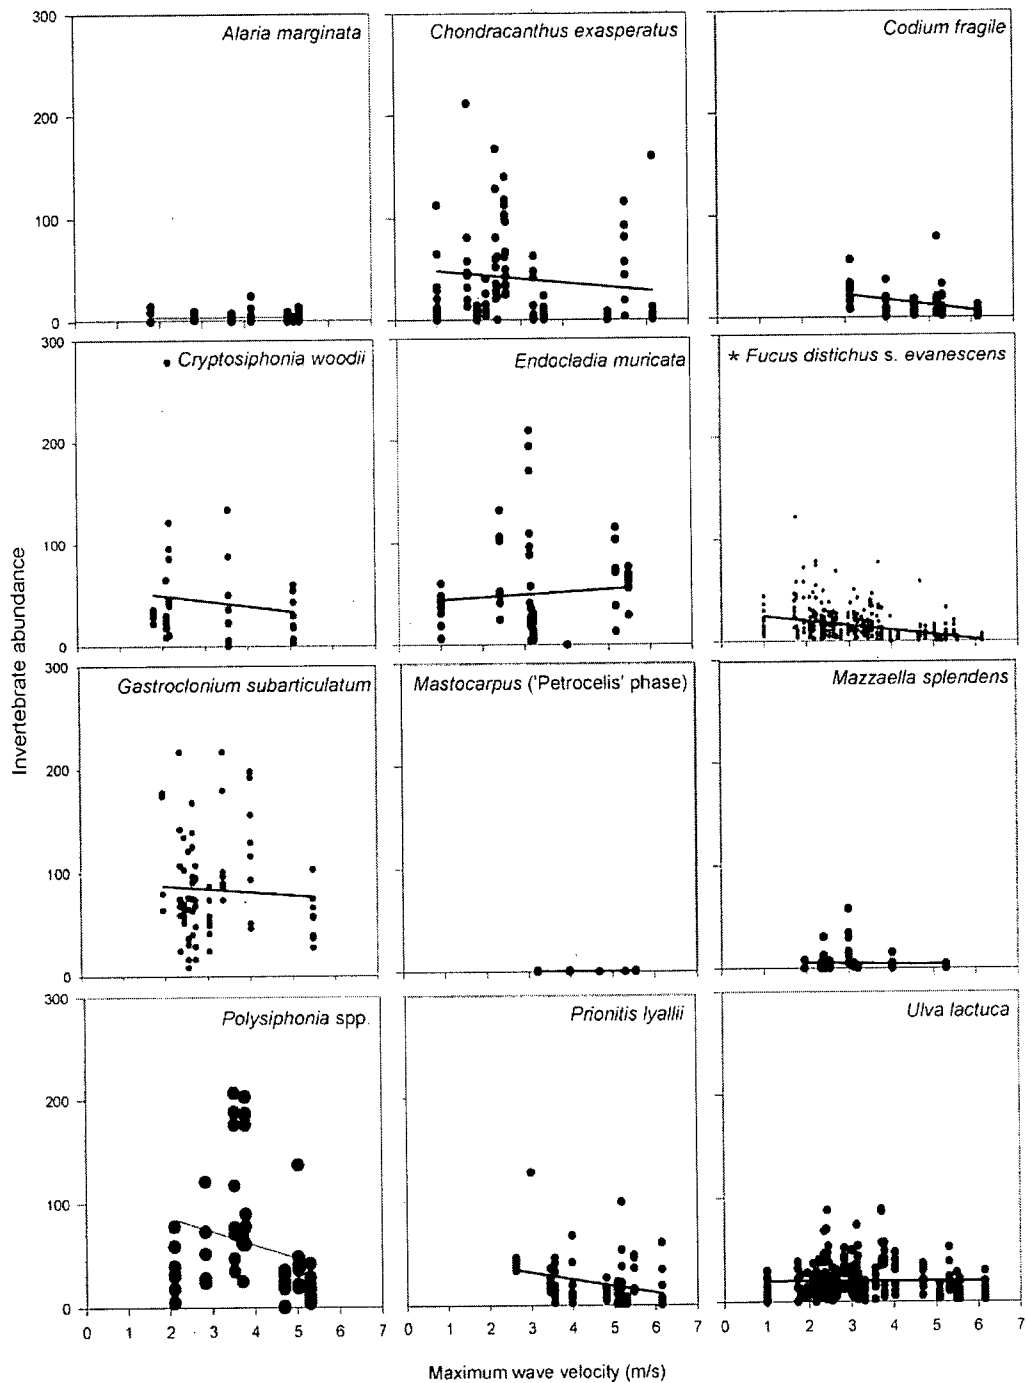 300
200
100
0
Alaria marginata
Chondracanthus exasperatus
Codium fragile
300
200
100
0
Cryptosiphonia woodii
Endocladia muricata
* Fucus distichus s. evanescens
300
200
100
0
Gastroclonium subarticulatum
Mastocarpus ('Petrocelis' phase)
Mazzaella splendens
300
200
100
0
Polysiphonia spp.
Prionitis lyallii
Ulva lactuca
0 1 2 3 4 5 6 7
0 1 2 3 4 5 6 7
0 1 2 3 4 5 6 7
Invertebrate abundance
Maximum wave velocity (m/s)